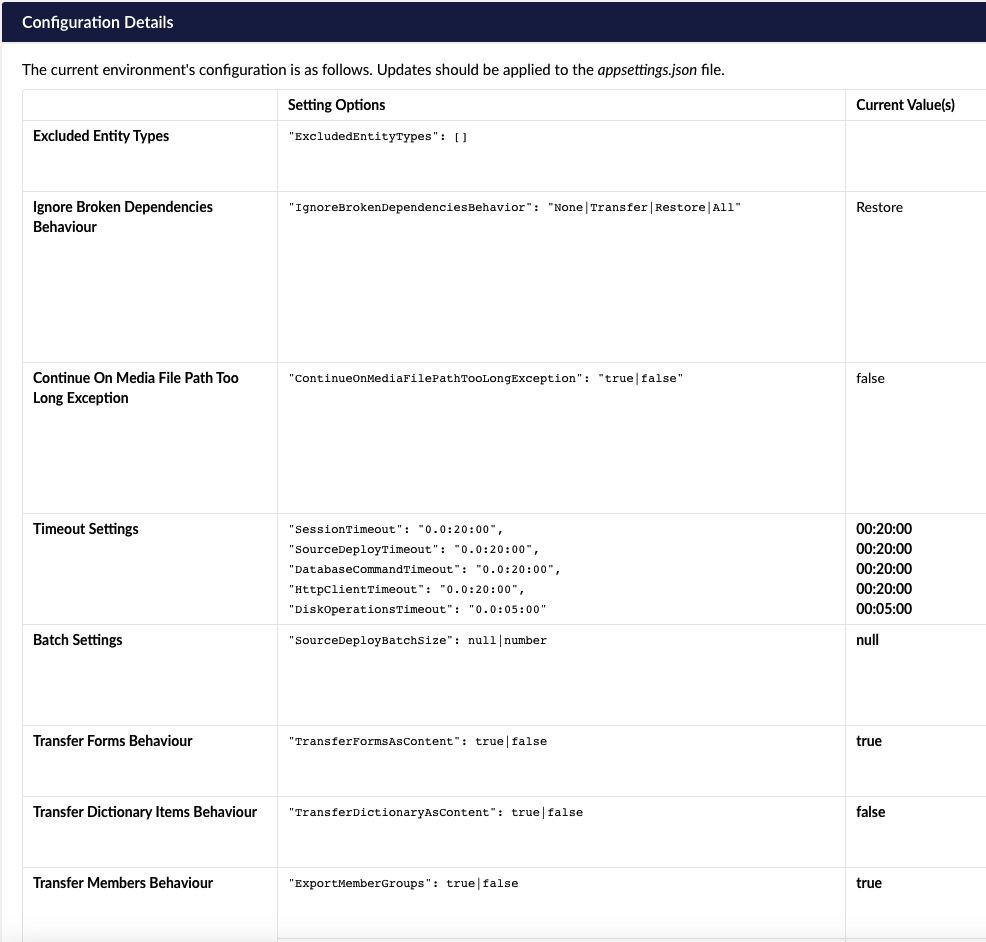 Configuration Details
The current environment's configuration is as follows. Updates should be applied to the appsettings.json file.
Setting Options
Current Value(s)
Excluded Entity Types
"ExcludedEntityTypes": []
Ignore Broken Dependencies
Behaviour
"IgnoreBrokenDependenciesBehavior": "None|Transfer|Restore|All"
Restore
Continue On Media File Path Too
Long Exception
"ContinueOnMediaFilePathTooLongException": "true|false"
false
Timeout Settings
"SessionTimeout": "0.0:20:00",
"SourceDeployTimeout": "0.0:20:00",
"DatabaseCommandTimeout": "0.0:20:00",
"HttpClientTimeout": "0.0:20:00",
"DiskOperationsTimeout": "0.0:05:00"
00:20:00
00:20:00
00:20:00
00:20:00
00:05:00
Batch Settings
"SourceDeployBatchSize": null|number
null
Transfer Forms Behaviour
"TransferFormsAsContent": true|false
true
Transfer Dictionary Items Behaviour
"TransferDictionaryAsContent": true|false
false
Transfer Members Behaviour
"ExportMemberGroups": true|false
true